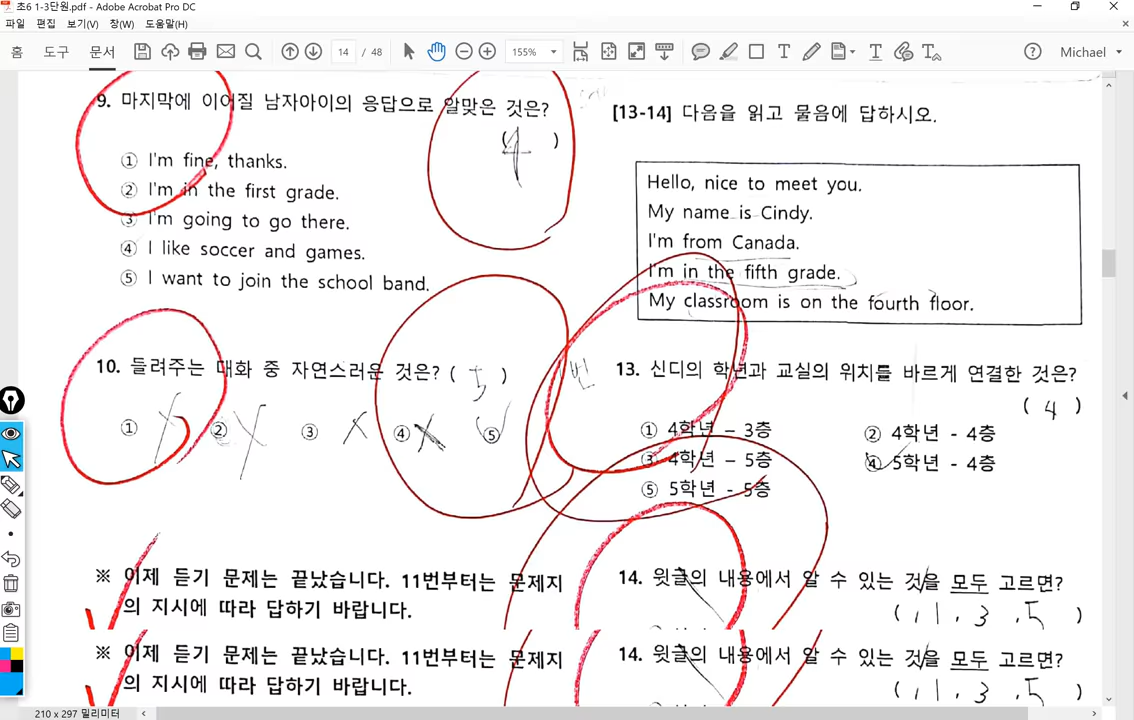 초6 1-3단원.pdf - Adobe Acrobat Pro DC
파일 편집 보기(V) 창(W) 도움말(H)
홈 도구 문서 14 / 48 155% Michael
9. 마지막에 이어질 남자아이의 응답으로 알맞은 것은?
( 4 )
① I'm fine, thanks.
② I'm in the first grade.
③ I'm going to go there.
④ I like soccer and games.
⑤ I want to join the school band.
10. 들려주는 대화 중 자연스러운 것은? ( 5 ) 번
① ② ③ ④ ⑤
※ 이제 듣기 문제는 끝났습니다. 11번부터는 문제지
의 지시에 따라 답하기 바랍니다.
※ 이제 듣기 문제는 끝났습니다. 11번부터는 문제지
의 지시에 따라 답하기 바랍니다.
[13-14] 다음을 읽고 물음에 답하시오.
Hello, nice to meet you.
My name is Cindy.
I'm from Canada.
I'm in the fifth grade.
My classroom is on the fourth floor.
13. 신디의 학년과 교실의 위치를 바르게 연결한 것은?
( 4 )
① 4학년 – 3층 ② 4학년 - 4층
③ 4학년 – 5층 ④ 5학년 - 4층
⑤ 5학년 - 5층
14. 윗글의 내용에서 알 수 있는 것을 모두 고르면?
( 1, 3, 5 )
14. 윗글의 내용에서 알 수 있는 것을 모두 고르면?
( 1, 3, 5 )
210 x 297 밀리미터